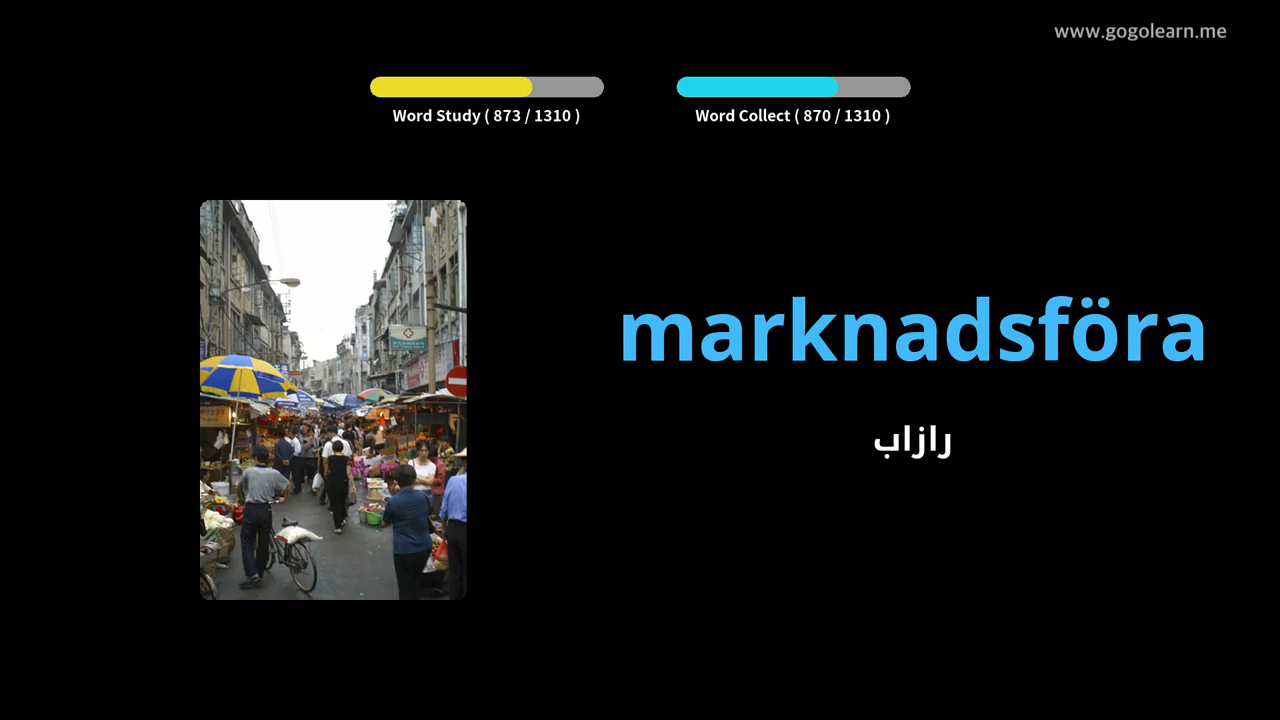 www.gogolearn.me
Word Study ( 873 / 1310 )
Word Collect ( 870 / 1310 )
marknadsföra
رازاب